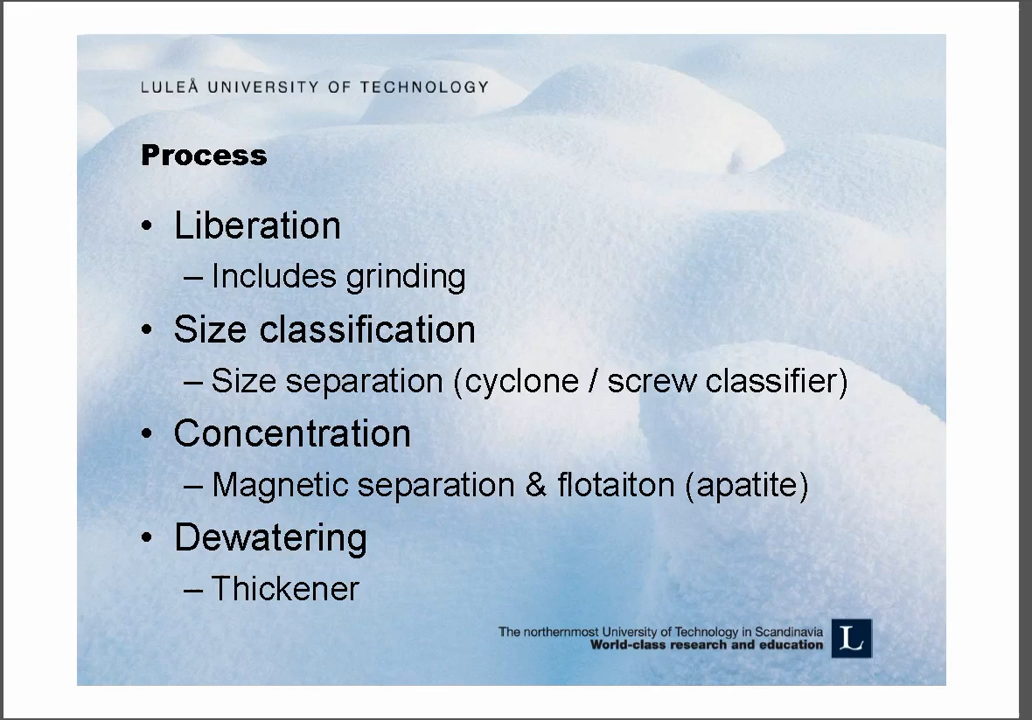 LULEÅ UNIVERSITY OF TECHNOLOGY
Process
• Liberation
– Includes grinding
• Size classification
– Size separation (cyclone / screw classifier)
• Concentration
– Magnetic separation & flotaiton (apatite)
• Dewatering
– Thickener
The northernmost University of Technology in Scandinavia
World-class research and education
L